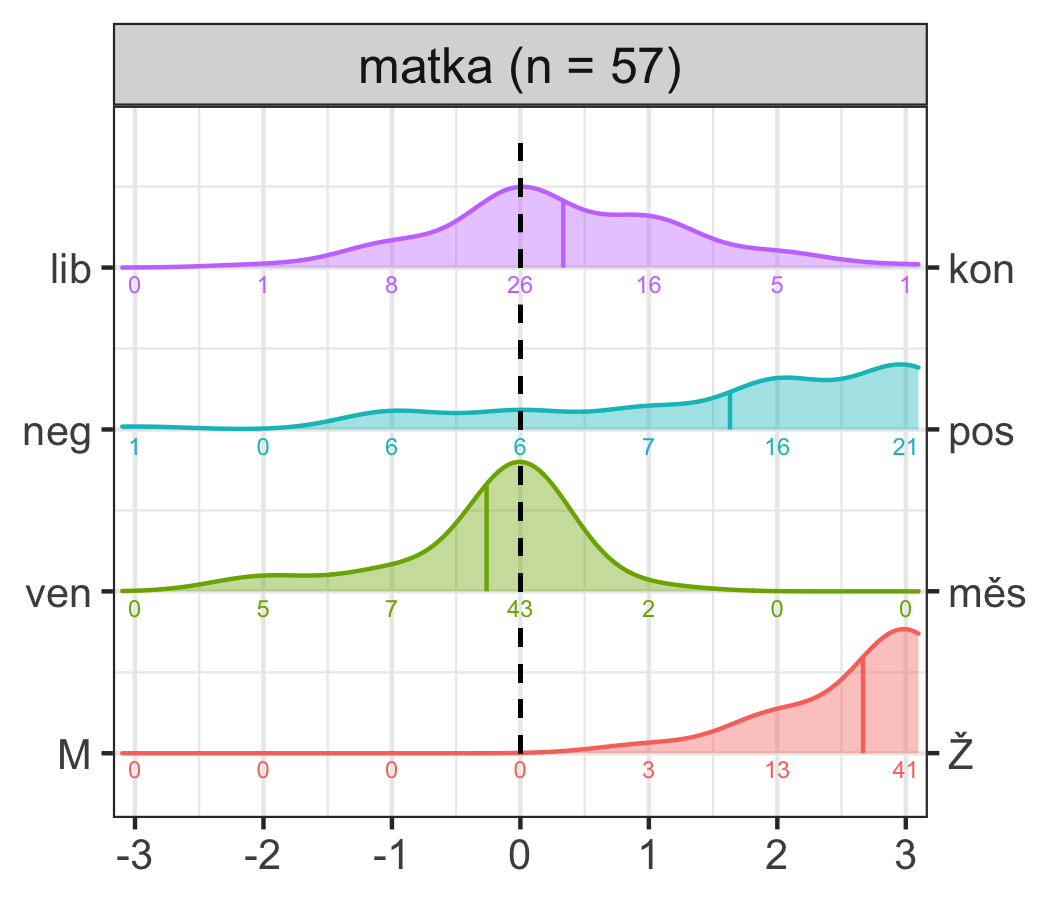 matka (n = 57)
lib kon
0 1 8 26 16 5 1
neg pos
1 0 6 6 7 16 21
ven měs
0 5 7 43 2 0 0
M Ž
0 0 0 0 3 13 41
-3 -2 -1 0 1 2 3